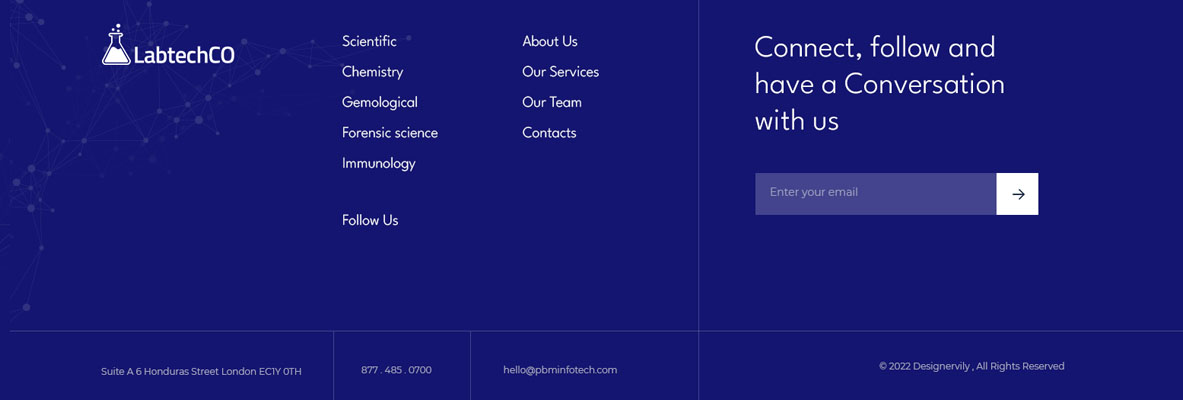 LabtechCO
Scientific
Chemistry
Gemological
Forensic science
Immunology
Follow Us
About Us
Our Services
Our Team
Contacts
Connect, follow and
have a Conversation
with us
Enter your email
Suite A 6 Honduras Street London EC1Y 0TH
877 . 485 . 0700
hello@pbminfotech.com
© 2022 Designervily , All Rights Reserved